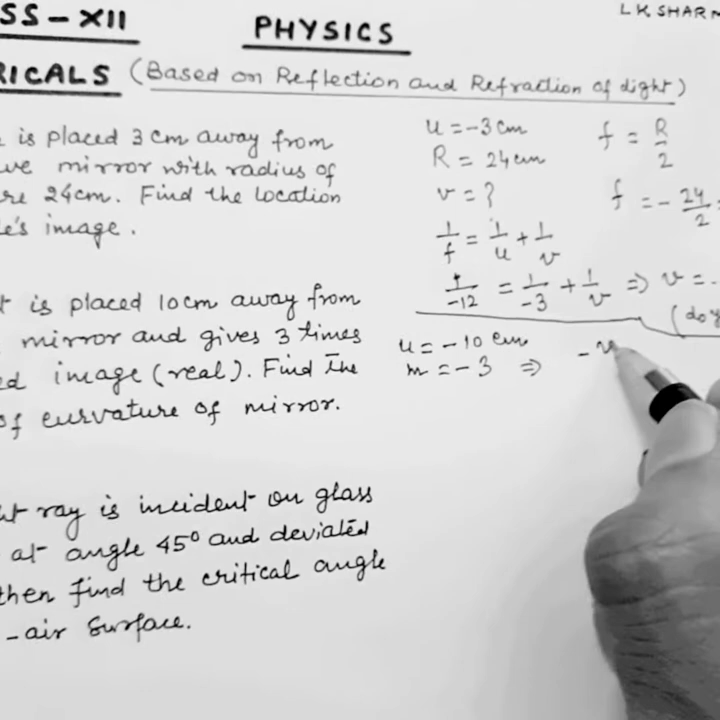 SS-XII PHYSICS L K SHARM
RICALS (Based on Reflection and Refraction of light)
is placed 3 cm away from
ve mirror with radius of
re 24cm. Find the location
e's image.
u = -3 cm
R = 24 cm
v = ?
f = R/2
f = - 24/2
1/f = 1/u + 1/v
1/-12 = 1/-3 + 1/v ⇒ v = -
(do y
t is placed 10cm away from
mirror and gives 3 times
ed image (real). Find the
of curvature of mirror.
u = -10 cm
m = -3 ⇒
ht ray is incident on glass
at angle 45° and deviated
then find the critical angle
-air surface.